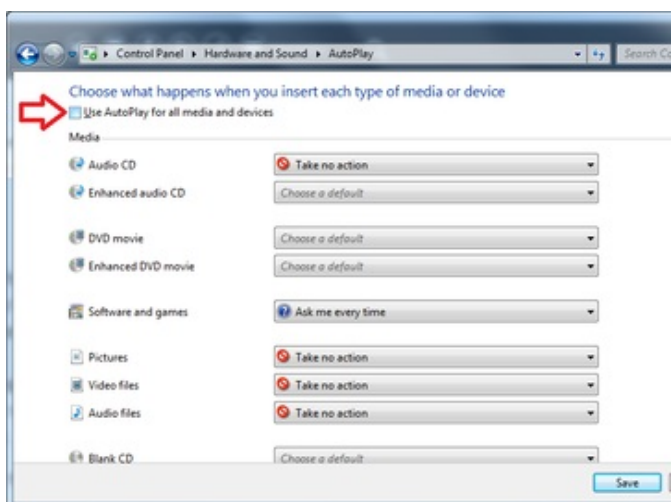 Control Panel ▸ Hardware and Sound ▸ AutoPlay Search Co
Choose what happens when you insert each type of media or device
Use AutoPlay for all media and devices
Media
Audio CD Take no action
Enhanced audio CD Choose a default
DVD movie Choose a default
Enhanced DVD movie Choose a default
Software and games Ask me every time
Pictures Take no action
Video files Take no action
Audio files Take no action
Blank CD Choose a default
Save